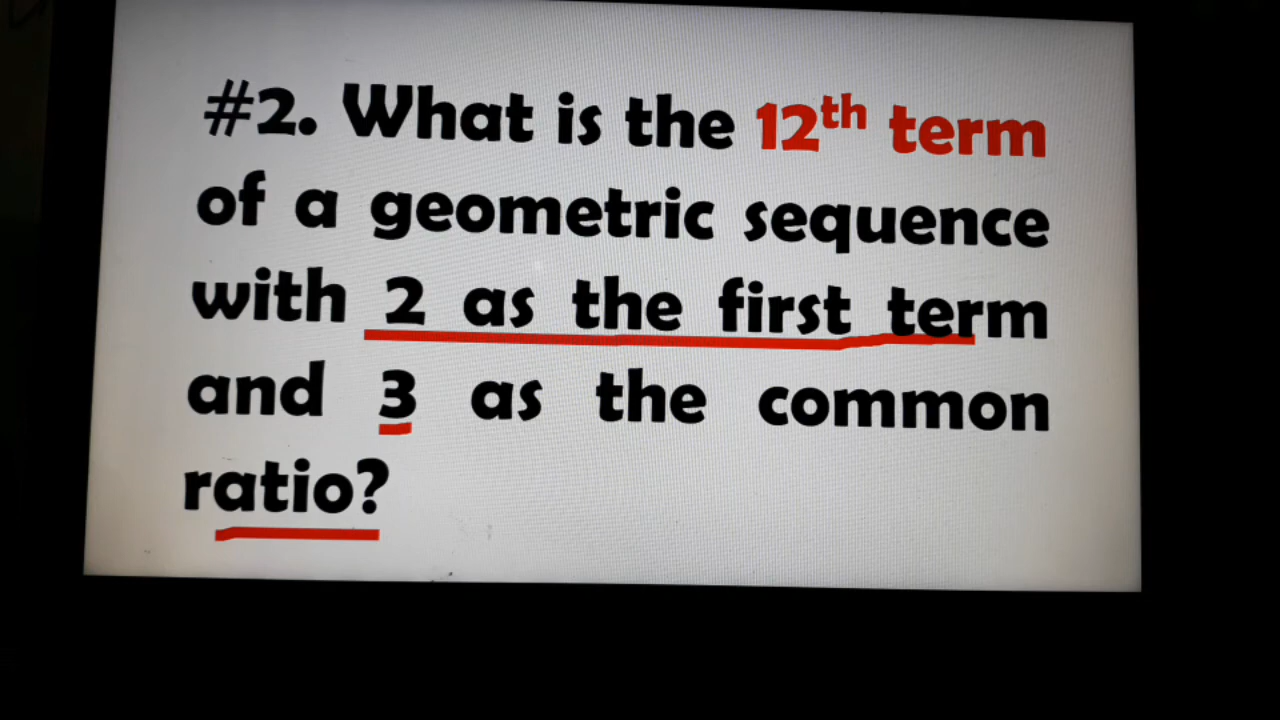 #2. What is the 12th term
of a geometric sequence
with 2 as the first term
and 3 as the common
ratio?